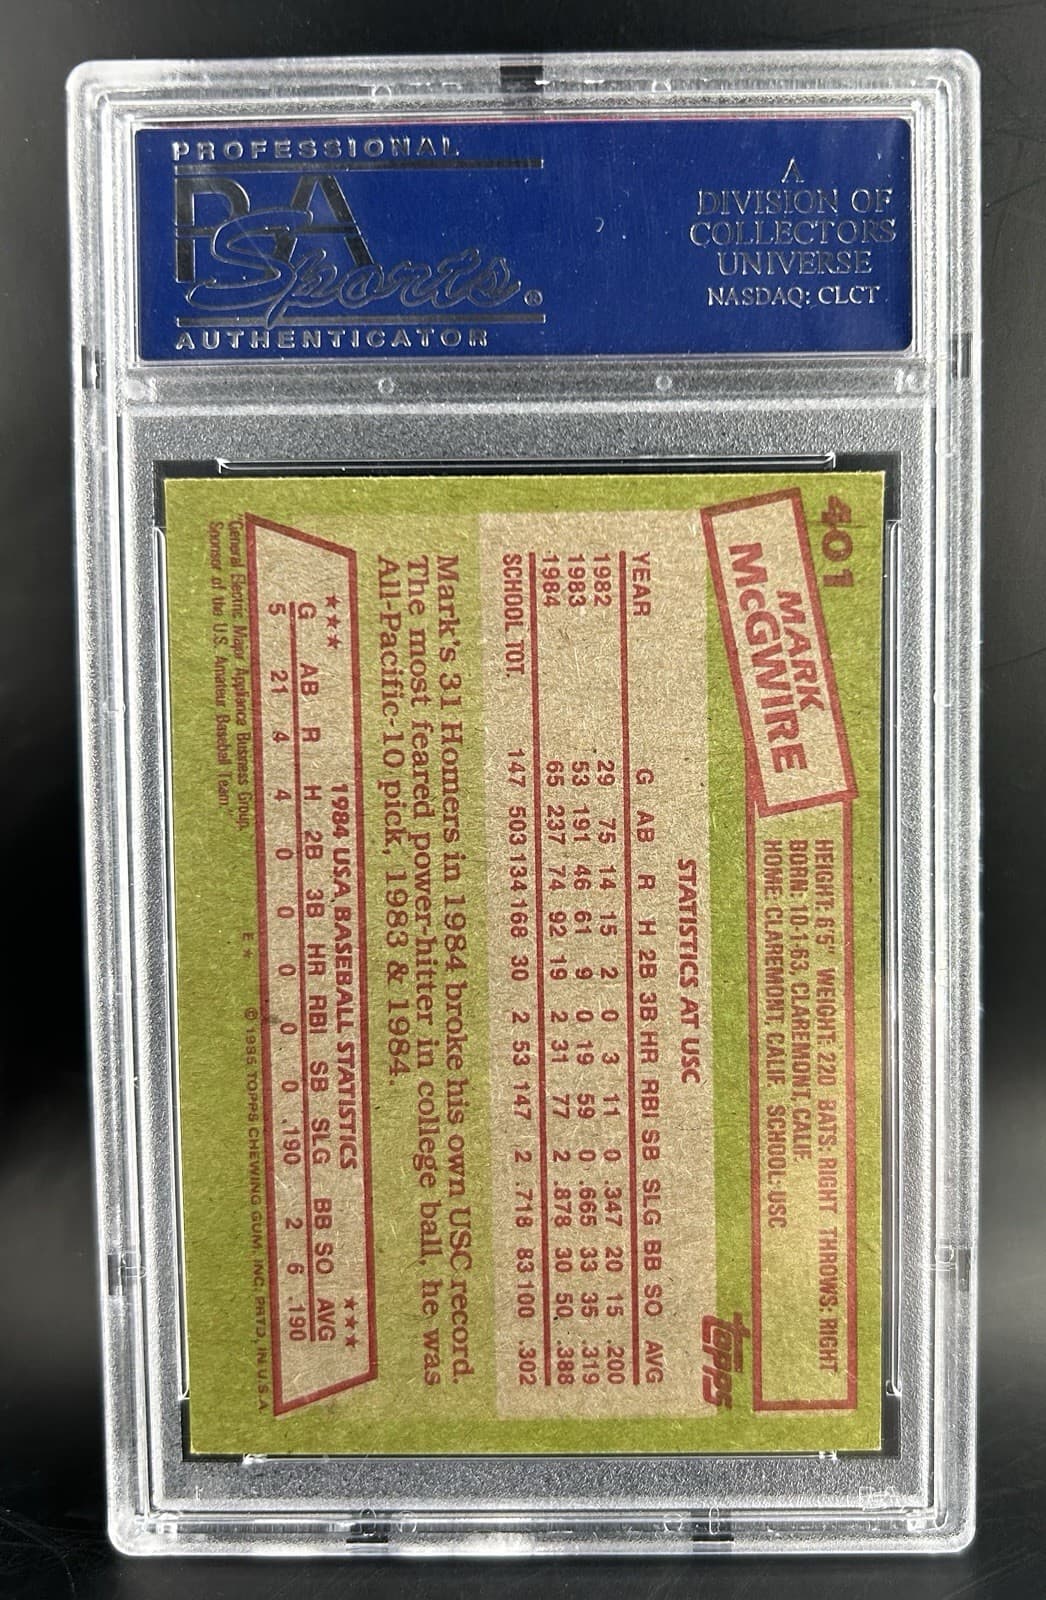 PROFESSIONAL
PSA
Sports®
AUTHENTICATOR
A
DIVISION OF
COLLECTORS
UNIVERSE
NASDAQ: CLCT
401
MARK
McGWIRE
HEIGHT: 6'5" WEIGHT: 220 BATS: RIGHT THROWS: RIGHT
BORN: 10-1-63, CLAREMONT, CALIF.
HOME: CLAREMONT, CALIF. SCHOOL: USC
topps
STATISTICS AT USC
YEAR G AB R H 2B 3B HR RBI SB SLG BB SO AVG
1982 29 75 14 15 2 0 3 11 0 .347 20 15 .200
1983 53 191 46 61 9 0 19 59 0 .665 33 35 .319
1984 65 237 74 92 19 2 31 77 2 .878 30 50 .388
SCHOOL TOT. 147 503 134 168 30 2 53 147 2 .718 83 100 .302
Mark's 31 Homers in 1984 broke his own USC record.
The most feared power-hitter in college ball, he was
All-Pacific-10 pick, 1983 & 1984.
★★★ 1984 USA BASEBALL STATISTICS ★★★
G AB R H 2B 3B HR RBI SB SLG BB SO AVG
5 21 4 4 0 0 0 0 0 .190 2 6 .190
"General Electric Major Appliance Business Group,
Sponsor of the U.S. Amateur Baseball Team."
E* © 1985 TOPPS CHEWING GUM, INC. PRTD. IN U.S.A.